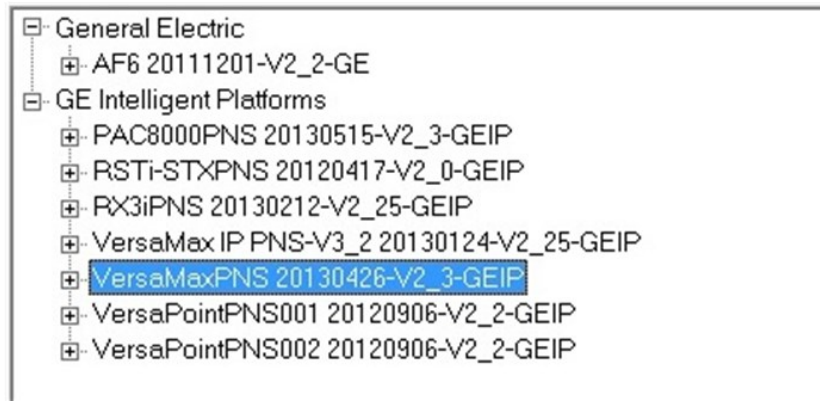 General Electric
AF6 20111201-V2_2-GE
GE Intelligent Platforms
PAC8000PNS 20130515-V2_3-GEIP
RSTi-STXPNS 20120417-V2_0-GEIP
RX3iPNS 20130212-V2_25-GEIP
VersaMax IP PNS-V3_2 20130124-V2_25-GEIP
VersaMaxPNS 20130426-V2_3-GEIP
VersaPointPNS001 20120906-V2_2-GEIP
VersaPointPNS002 20120906-V2_2-GEIP